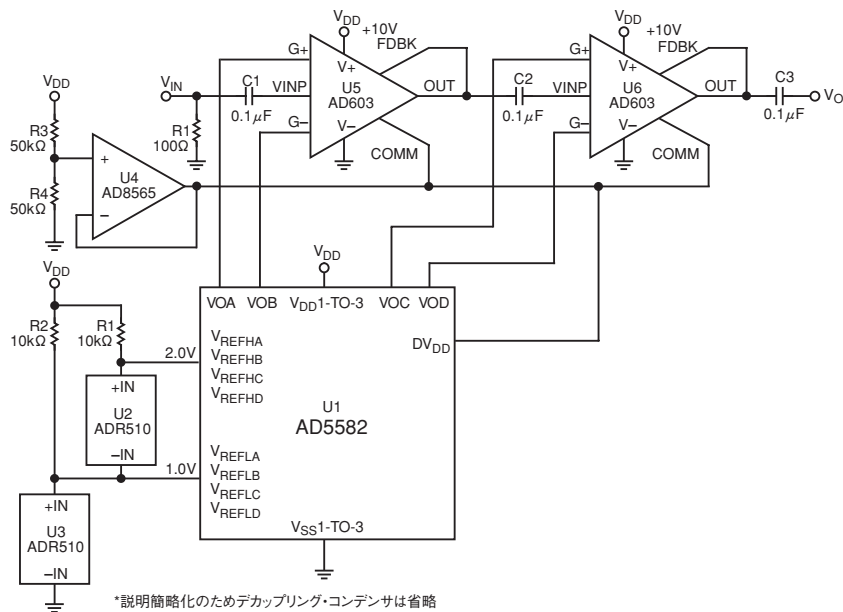 VDD
+10V
FDBK
VDD
+10V
FDBK
G+
V+
G+
V+
VDD
VIN
C1
VINP
U5
AD603
OUT
C2
VINP
U6
AD603
OUT
C3
VO
0.1μF
0.1μF
0.1μF
R3
50kΩ
R1
100Ω
G−
V−
G−
V−
COMM
COMM
+
U4
AD8565
−
R4
50kΩ
VDD
VDD
VOA
VOB
VDD1-TO-3
VOC
VOD
R2
10kΩ
R1
10kΩ
VREFHA
VREFHB
VREFHC
VREFHD
DVDD
2.0V
+IN
U2
ADR510
−IN
U1
AD5582
1.0V
VREFLA
VREFLB
VREFLC
VREFLD
+IN
U3
ADR510
−IN
VSS1-TO-3
*説明簡略化のためデカップリング・コンデンサは省略